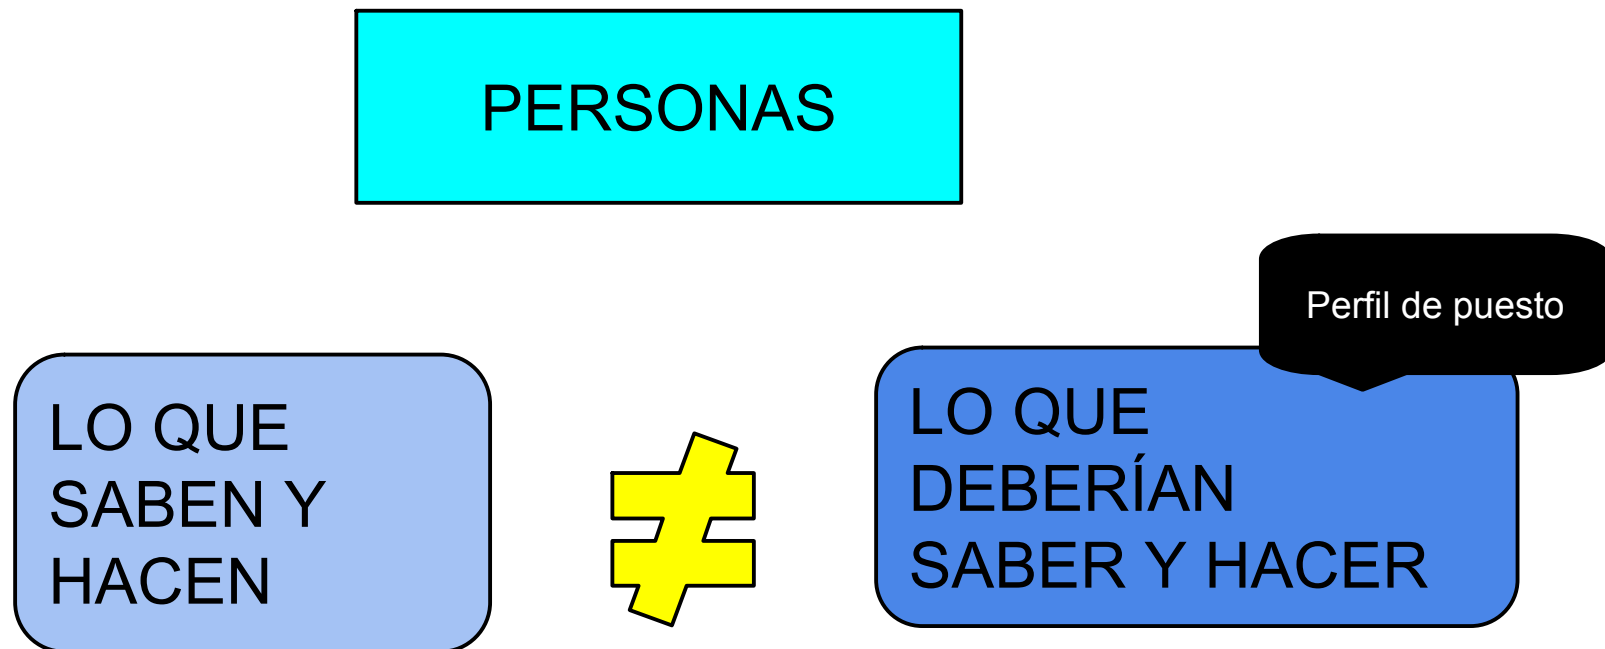 PERSONAS
Perfil de puesto
LO QUE
SABEN Y
HACEN
LO QUE
DEBERÍAN
SABER Y HACER